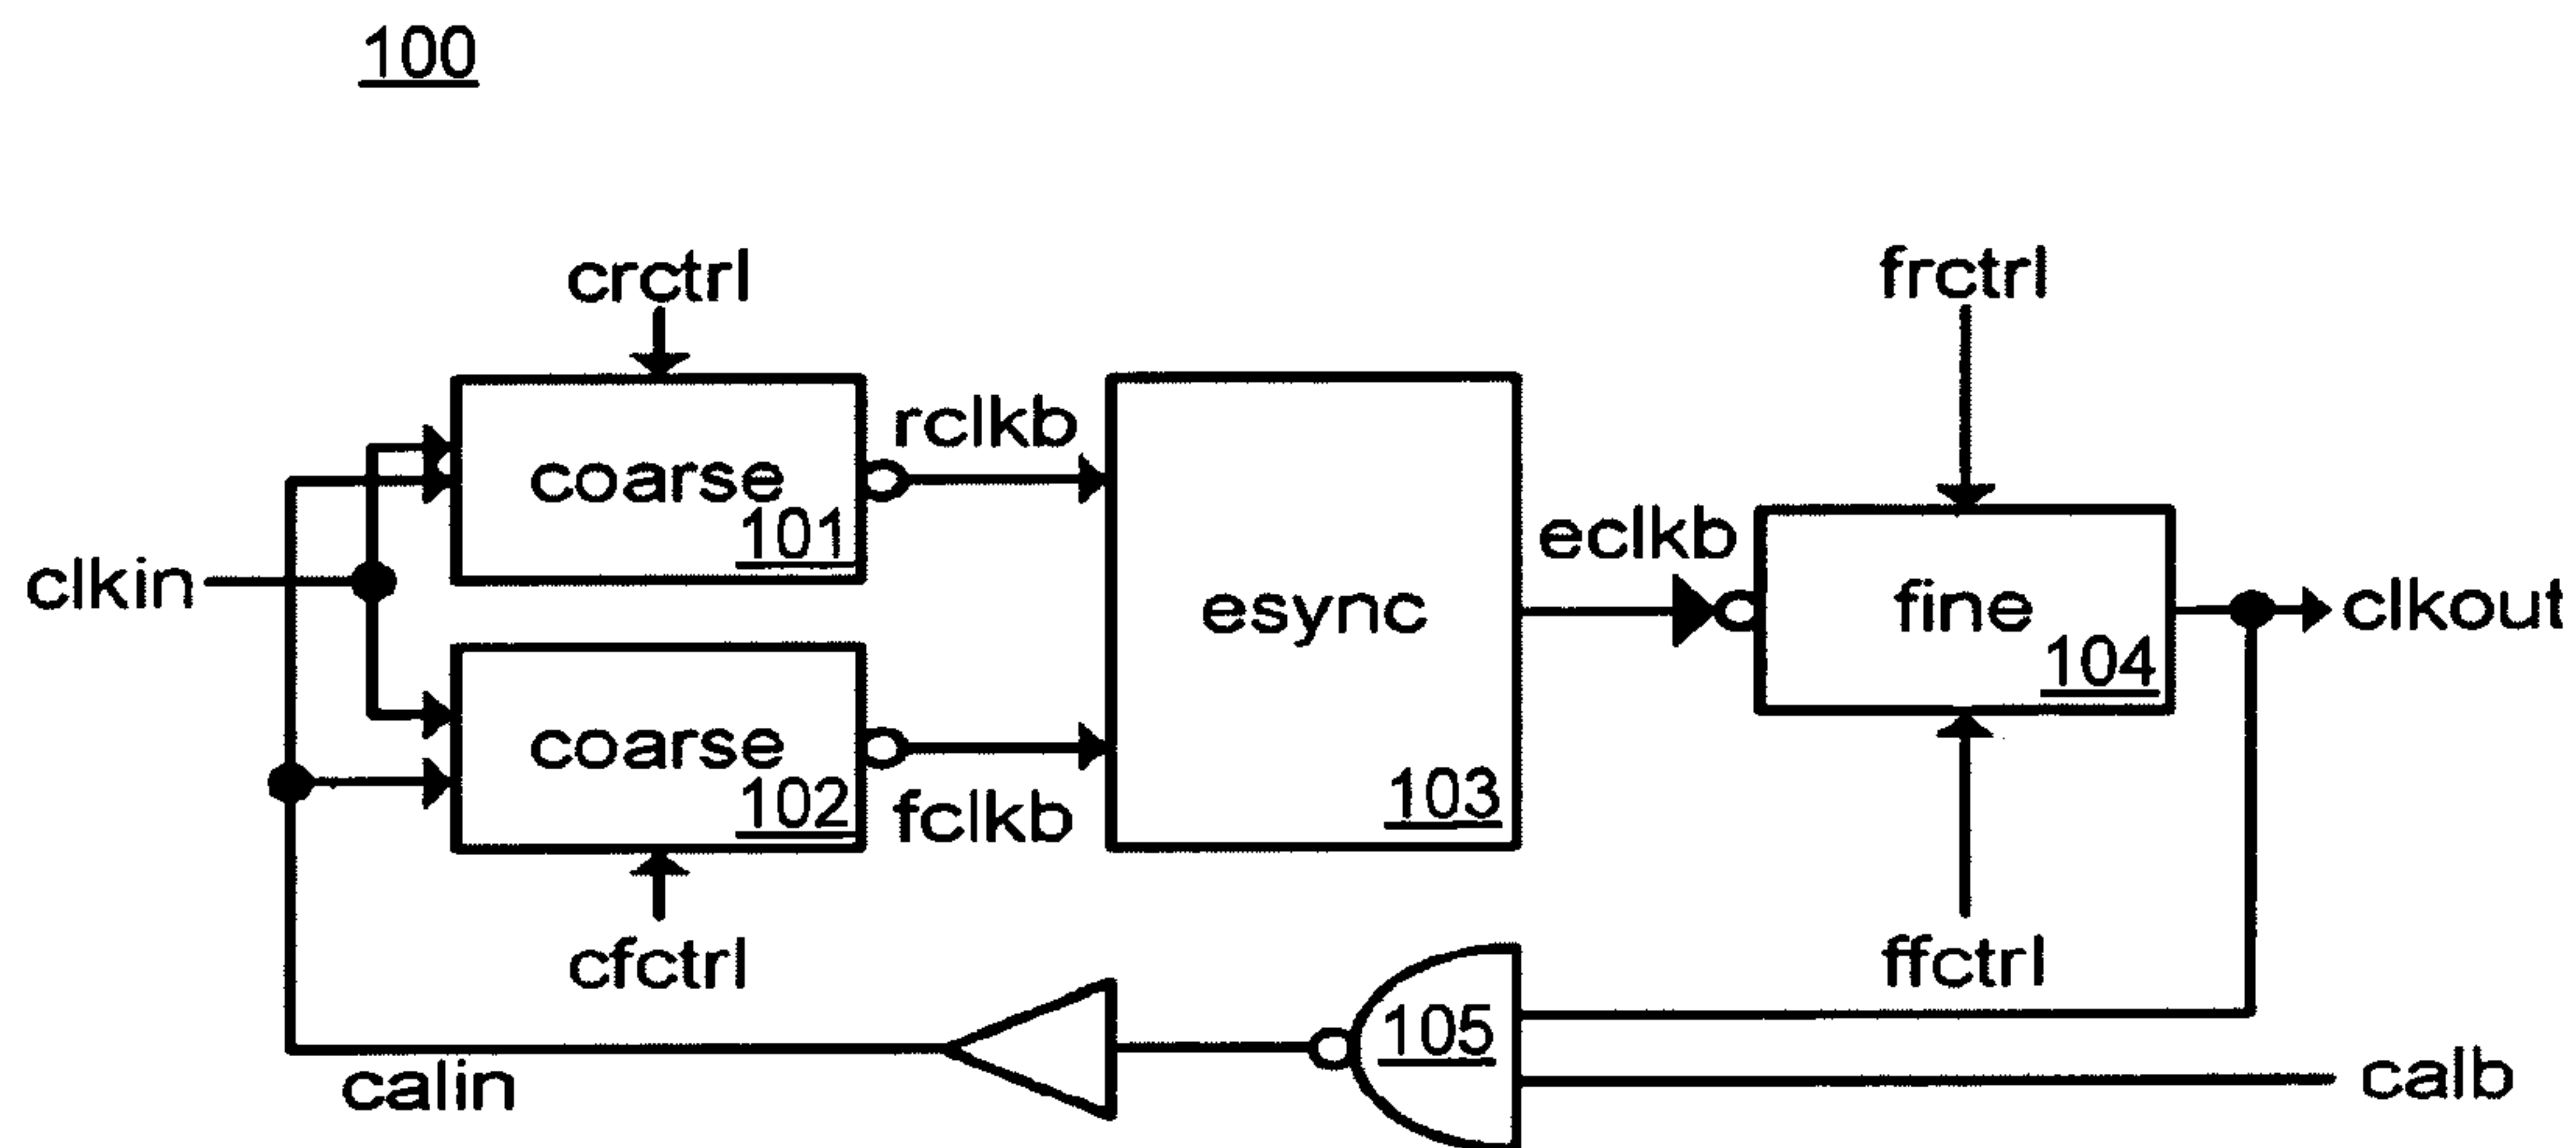 100
crctrl
frctrl
rclkb
coarse
101
eclkb
clkin
esync
fine
clkout
104
coarse
102
fclkb
103
cfctrl
ffctrl
105
calin
calb